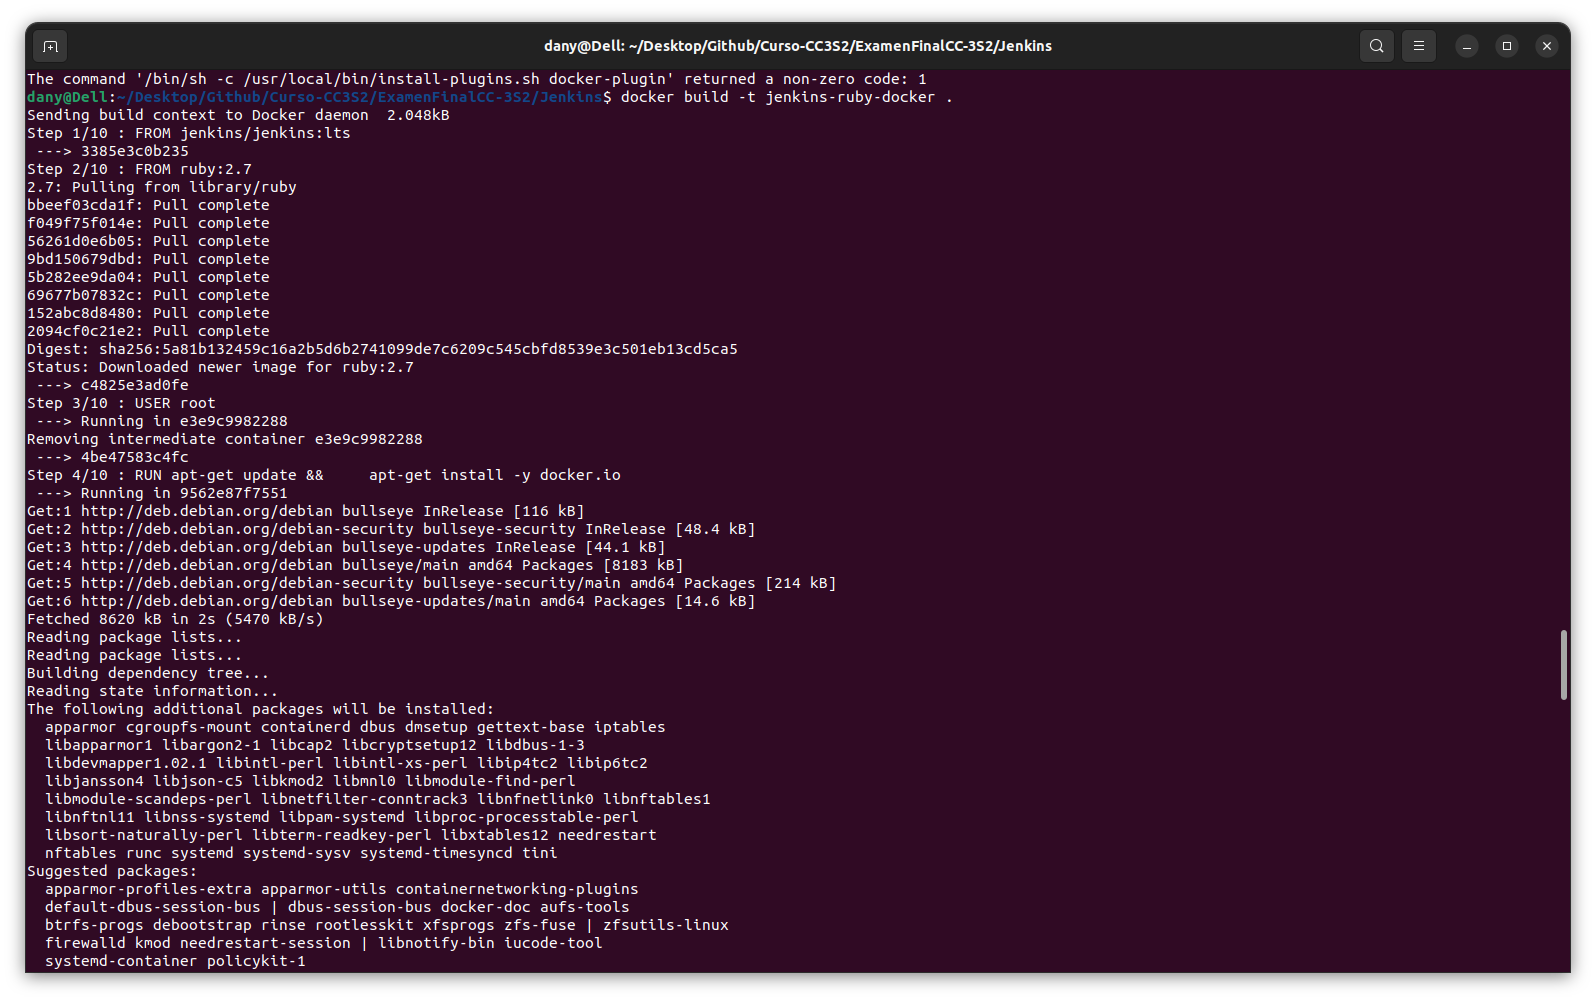 dany@Dell: ~/Desktop/Github/Curso-CC3S2/ExamenFinalCC-3S2/Jenkins
The command '/bin/sh -c /usr/local/bin/install-plugins.sh docker-plugin' returned a non-zero code: 1
dany@Dell:~/Desktop/Github/Curso-CC3S2/ExamenFinalCC-3S2/Jenkins$ docker build -t jenkins-ruby-docker .
Sending build context to Docker daemon  2.048kB
Step 1/10 : FROM jenkins/jenkins:lts
 ---> 3385e3c0b235
Step 2/10 : FROM ruby:2.7
2.7: Pulling from library/ruby
bbeef03cda1f: Pull complete
f049f75f014e: Pull complete
56261d0e6b05: Pull complete
9bd150679dbd: Pull complete
5b282ee9da04: Pull complete
69677b07832c: Pull complete
152abc8d8480: Pull complete
2094cf0c21e2: Pull complete
Digest: sha256:5a81b132459c16a2b5d6b2741099de7c6209c545cbfd8539e3c501eb13cd5ca5
Status: Downloaded newer image for ruby:2.7
 ---> c4825e3ad0fe
Step 3/10 : USER root
 ---> Running in e3e9c9982288
Removing intermediate container e3e9c9982288
 ---> 4be47583c4fc
Step 4/10 : RUN apt-get update &&     apt-get install -y docker.io
 ---> Running in 9562e87f7551
Get:1 http://deb.debian.org/debian bullseye InRelease [116 kB]
Get:2 http://deb.debian.org/debian-security bullseye-security InRelease [48.4 kB]
Get:3 http://deb.debian.org/debian bullseye-updates InRelease [44.1 kB]
Get:4 http://deb.debian.org/debian bullseye/main amd64 Packages [8183 kB]
Get:5 http://deb.debian.org/debian-security bullseye-security/main amd64 Packages [214 kB]
Get:6 http://deb.debian.org/debian bullseye-updates/main amd64 Packages [14.6 kB]
Fetched 8620 kB in 2s (5470 kB/s)
Reading package lists...
Reading package lists...
Building dependency tree...
Reading state information...
The following additional packages will be installed:
  apparmor cgroupfs-mount containerd dbus dmsetup gettext-base iptables
  libapparmor1 libargon2-1 libcap2 libcryptsetup12 libdbus-1-3
  libdevmapper1.02.1 libintl-perl libintl-xs-perl libip4tc2 libip6tc2
  libjansson4 libjson-c5 libkmod2 libmnl0 libmodule-find-perl
  libmodule-scandeps-perl libnetfilter-conntrack3 libnfnetlink0 libnftables1
  libnftnl11 libnss-systemd libpam-systemd libproc-processtable-perl
  libsort-naturally-perl libterm-readkey-perl libxtables12 needrestart
  nftables runc systemd systemd-sysv systemd-timesyncd tini
Suggested packages:
  apparmor-profiles-extra apparmor-utils containernetworking-plugins
  default-dbus-session-bus | dbus-session-bus docker-doc aufs-tools
  btrfs-progs debootstrap rinse rootlesskit xfsprogs zfs-fuse | zfsutils-linux
  firewalld kmod needrestart-session | libnotify-bin iucode-tool
  systemd-container policykit-1